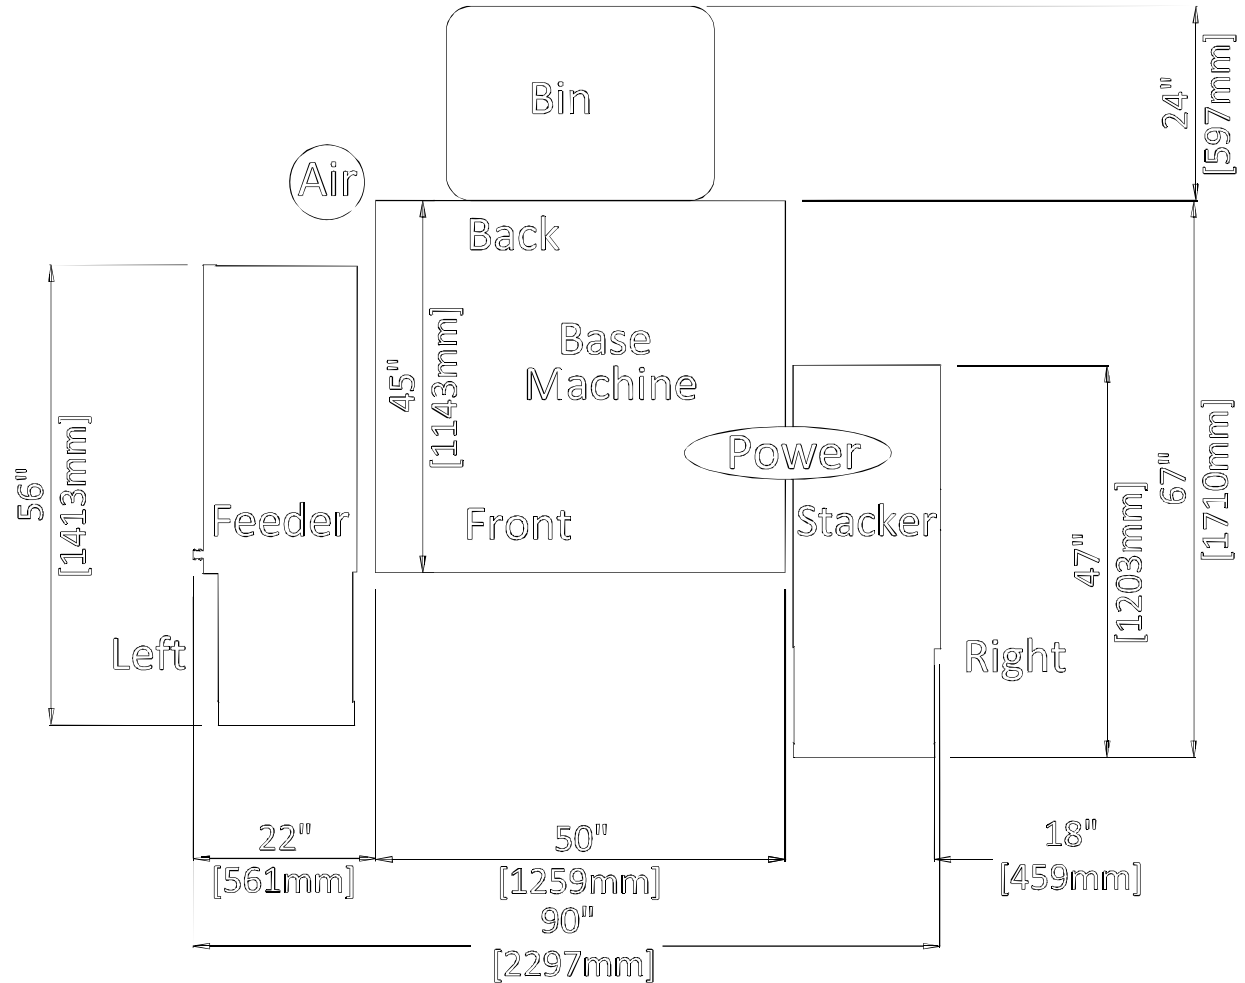 Bin
24"
[597mm]
Air
Back
Base
Machine
45"
[1143mm]
Power
56"
[1413mm]
Feeder
Front
Stacker
67"
[1710mm]
47"
[1203mm]
Left
Right
22"
[561mm]
50"
[1259mm]
18"
[459mm]
90"
[2297mm]